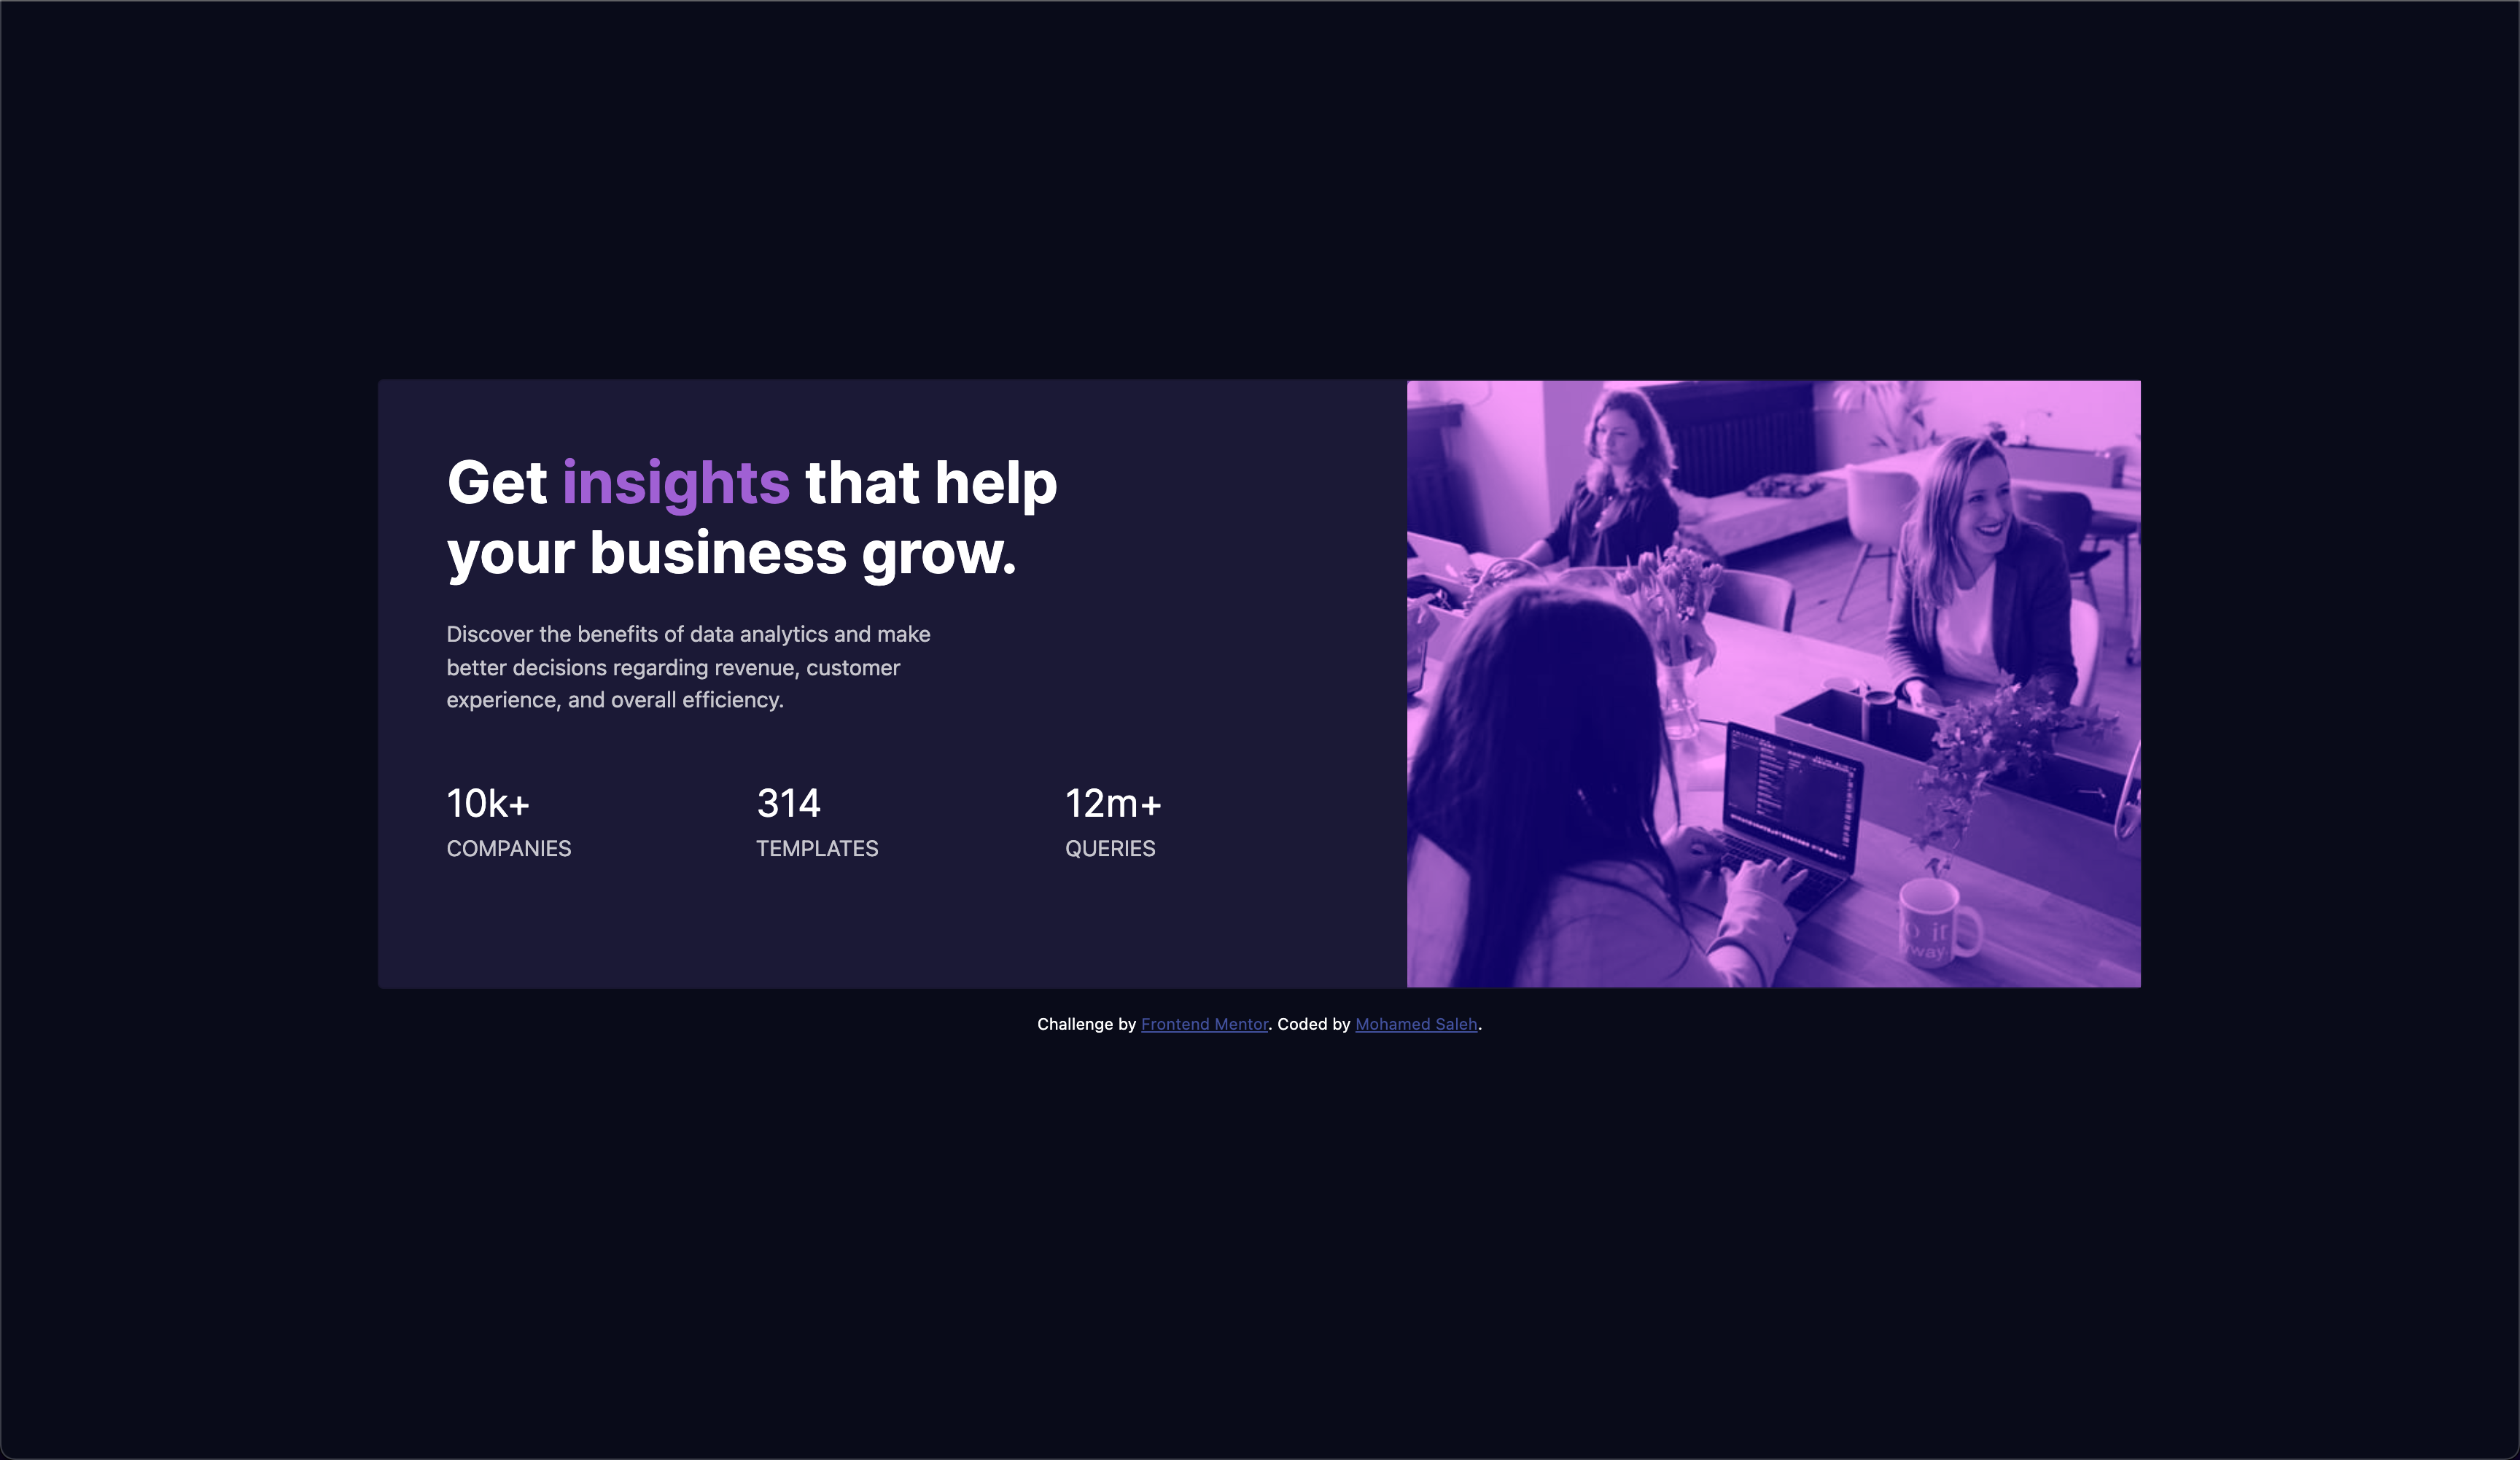 Get insights that help
your business grow.
Discover the benefits of data analytics and make
better decisions regarding revenue, customer
experience, and overall efficiency.
10k+ 314 12m+
COMPANIES TEMPLATES QUERIES
o it
way
Challenge by Frontend Mentor. Coded by Mohamed Saleh.